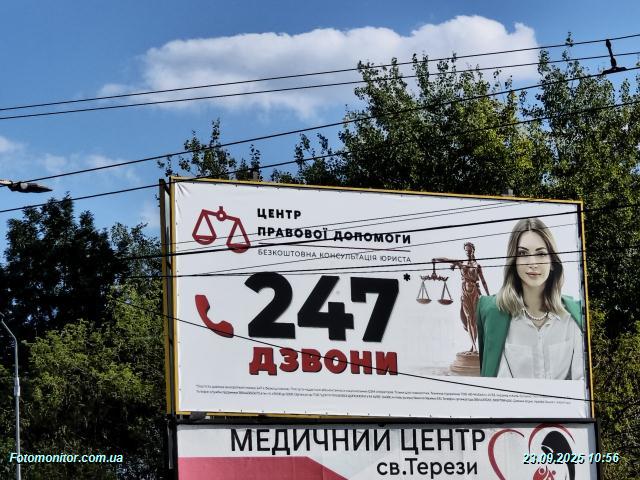 ЦЕНТР
ПРАВОВОЇ ДОПОМОГИ
БЕЗКОШТОВНА КОНСУЛЬТАЦІЯ ЮРИСТА
247*
ДЗВОНИ
МЕДИЧНИЙ ЦЕНТР
св.Терези
Fotomonitor.com.ua
23.09.2025 10:56